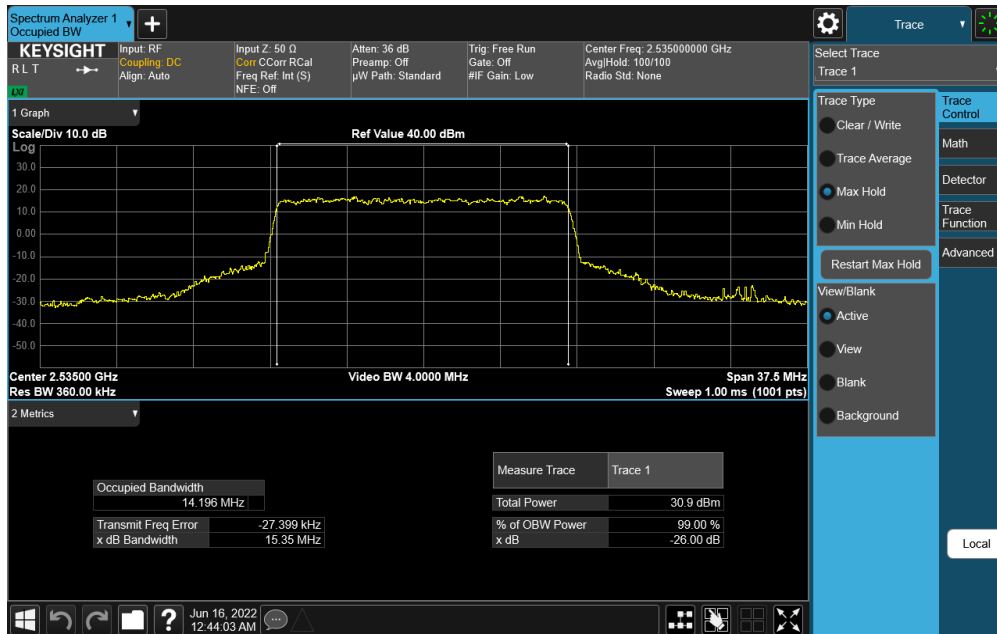 Spectrum Analyzer 1
Occupied BW
Trace
KEYSIGHT
R L T
LXI
Input: RF
Coupling: DC
Align: Auto
Input Z: 50 Ω
Corr CCorr RCal
Freq Ref: Int (S)
NFE: Off
Atten: 36 dB
Preamp: Off
µW Path: Standard
Trig: Free Run
Gate: Off
#IF Gain: Low
Center Freq: 2.535000000 GHz
Avg|Hold: 100/100
Radio Std: None
Select Trace
Trace 1
1 Graph
Scale/Div 10.0 dB
Ref Value 40.00 dBm
Log
30.0
20.0
10.0
0.00
-10.0
-20.0
-30.0
-40.0
-50.0
Center 2.53500 GHz
Video BW 4.0000 MHz
Span 37.5 MHz
Res BW 360.00 kHz
Sweep 1.00 ms (1001 pts)
Trace Type
Clear / Write
Trace Average
Max Hold
Min Hold
Restart Max Hold
View/Blank
Active
View
Blank
Background
Trace
Control
Math
Detector
Trace
Function
Advanced
Local
2 Metrics
Measure Trace
Trace 1
Occupied Bandwidth
14.196 MHz
Total Power
30.9 dBm
Transmit Freq Error
-27.399 kHz
% of OBW Power
99.00 %
x dB Bandwidth
15.35 MHz
x dB
-26.00 dB
?
Jun 16, 2022
12:44:03 AM